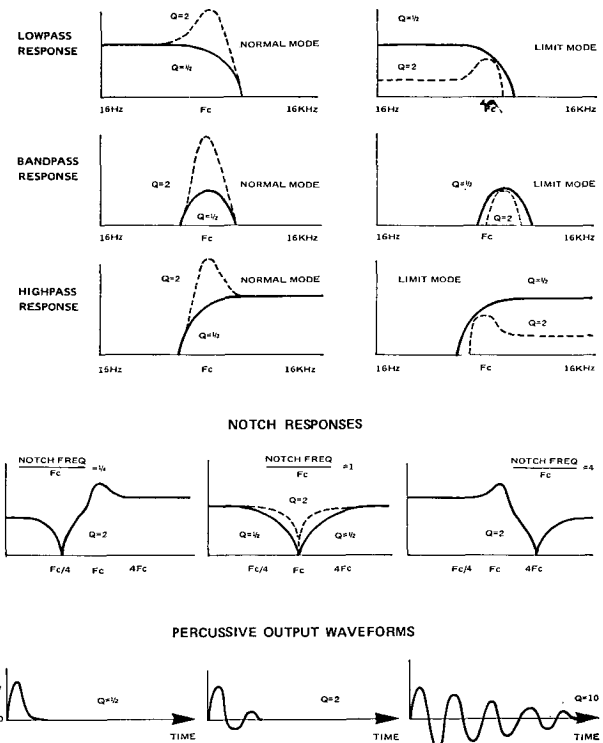 LOWPASS
RESPONSE
Q=2
Q=½
NORMAL MODE
16Hz Fc 16KHz
Q=½
Q=2
LIMIT MODE
16Hz Fc 16KHz
BANDPASS
RESPONSE
Q=2
Q=½
NORMAL MODE
16Hz Fc 16KHz
Q=½
Q=2
LIMIT MODE
16Hz Fc 16KHz
HIGHPASS
RESPONSE
Q=2
NORMAL MODE
Q=½
16Hz Fc 16KHz
LIMIT MODE
Q=½
Q=2
16Hz Fc 16KHz
NOTCH RESPONSES
NOTCH FREQ
Fc =¼
Q=2
Fc/4 Fc 4Fc
NOTCH FREQ
Fc =1
Q=2
Q=½ Q=½
Fc/4 Fc 4Fc
NOTCH FREQ
Fc =4
Q=2
Fc/4 Fc 4Fc
PERCUSSIVE OUTPUT WAVEFORMS
Q=½
TIME
Q=2
TIME
Q=10
TIME